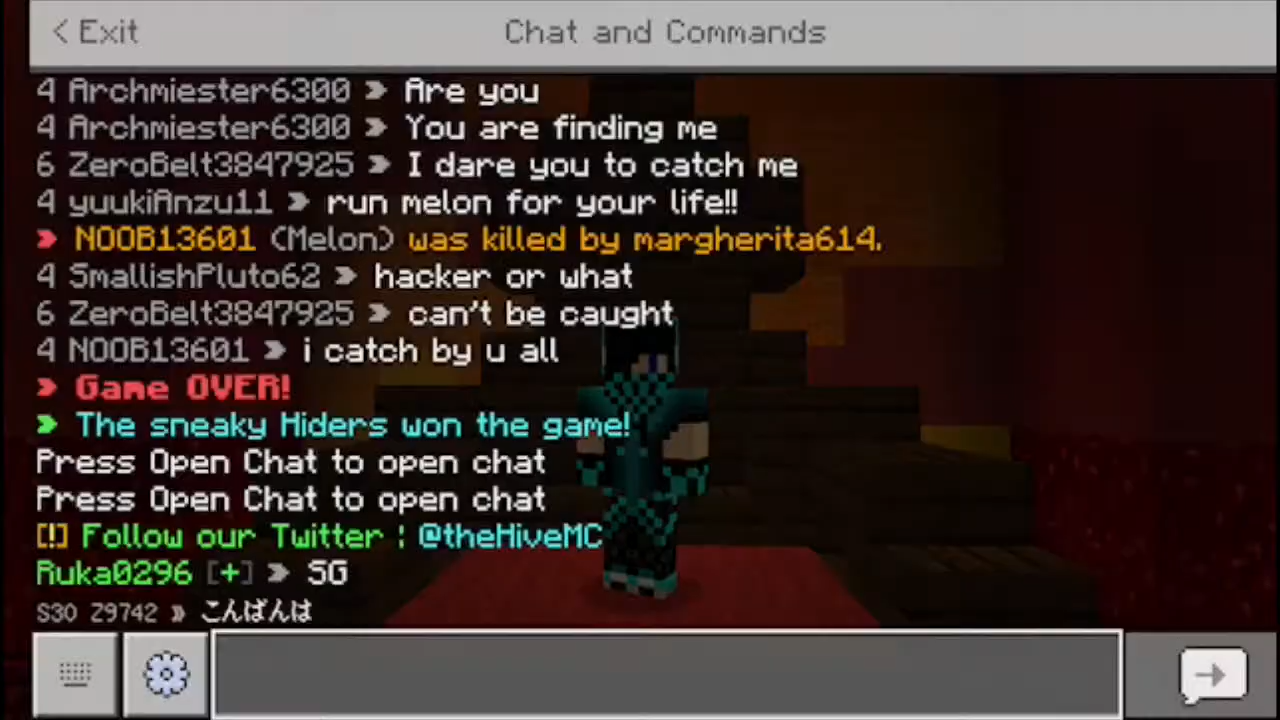 < Exit
Chat and Commands
4 Archmiester6300 » Are you
4 Archmiester6300 » You are finding me
6 ZeroBelt3847925 » I dare you to catch me
4 yuukiAnzu11 » run melon for your life!!
» NOOB13601 (Melon) was killed by margherita614.
4 SmallishPluto62 » hacker or what
6 ZeroBelt3847925 » can't be caught
4 NOOB13601 » i catch by u all
» Game OVER!
» The sneaky Hiders won the game!
Press Open Chat to open chat
Press Open Chat to open chat
[!] Follow our Twitter : @theHiveMC
Ruka0296 [+] » SG
S30 Z9742 » こんばんは